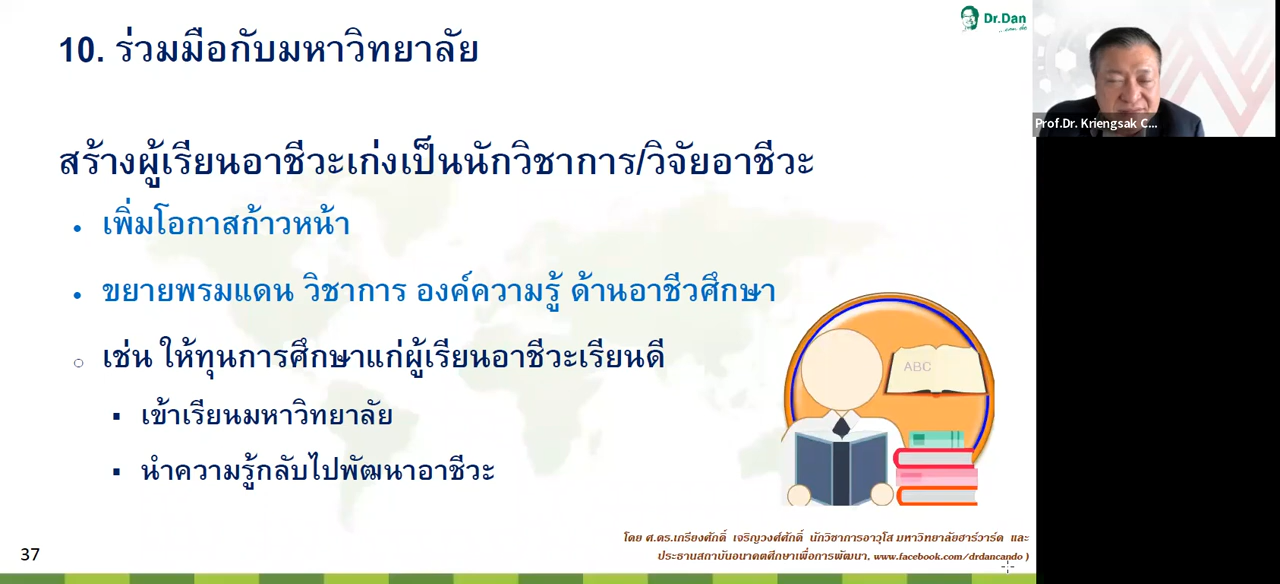 10. ร่วมมือกับมหาวิทยาลัย
Dr.Dan
Prof.Dr. Kriengsak C...
สร้างผู้เรียนอาชีวะเก่งเป็นนักวิชาการ/วิจัยอาชีวะ
• เพิ่มโอกาสก้าวหน้า
• ขยายพรมแดน วิชาการ องค์ความรู้ ด้านอาชีวศึกษา
○ เช่น ให้ทุนการศึกษาแก่ผู้เรียนอาชีวะเรียนดี
▪ เข้าเรียนมหาวิทยาลัย
▪ นำความรู้กลับไปพัฒนาอาชีวะ
ABC
โดย ศ.ดร.เกรียงศักดิ์ เจริญวงศ์ศักดิ์ นักวิชาการอาวุโส มหาวิทยาลัยฮาร์วาร์ด และ
ประธานสถาบันอนาคตศึกษาเพื่อการพัฒนา, www.facebook.com/drdancando )
37